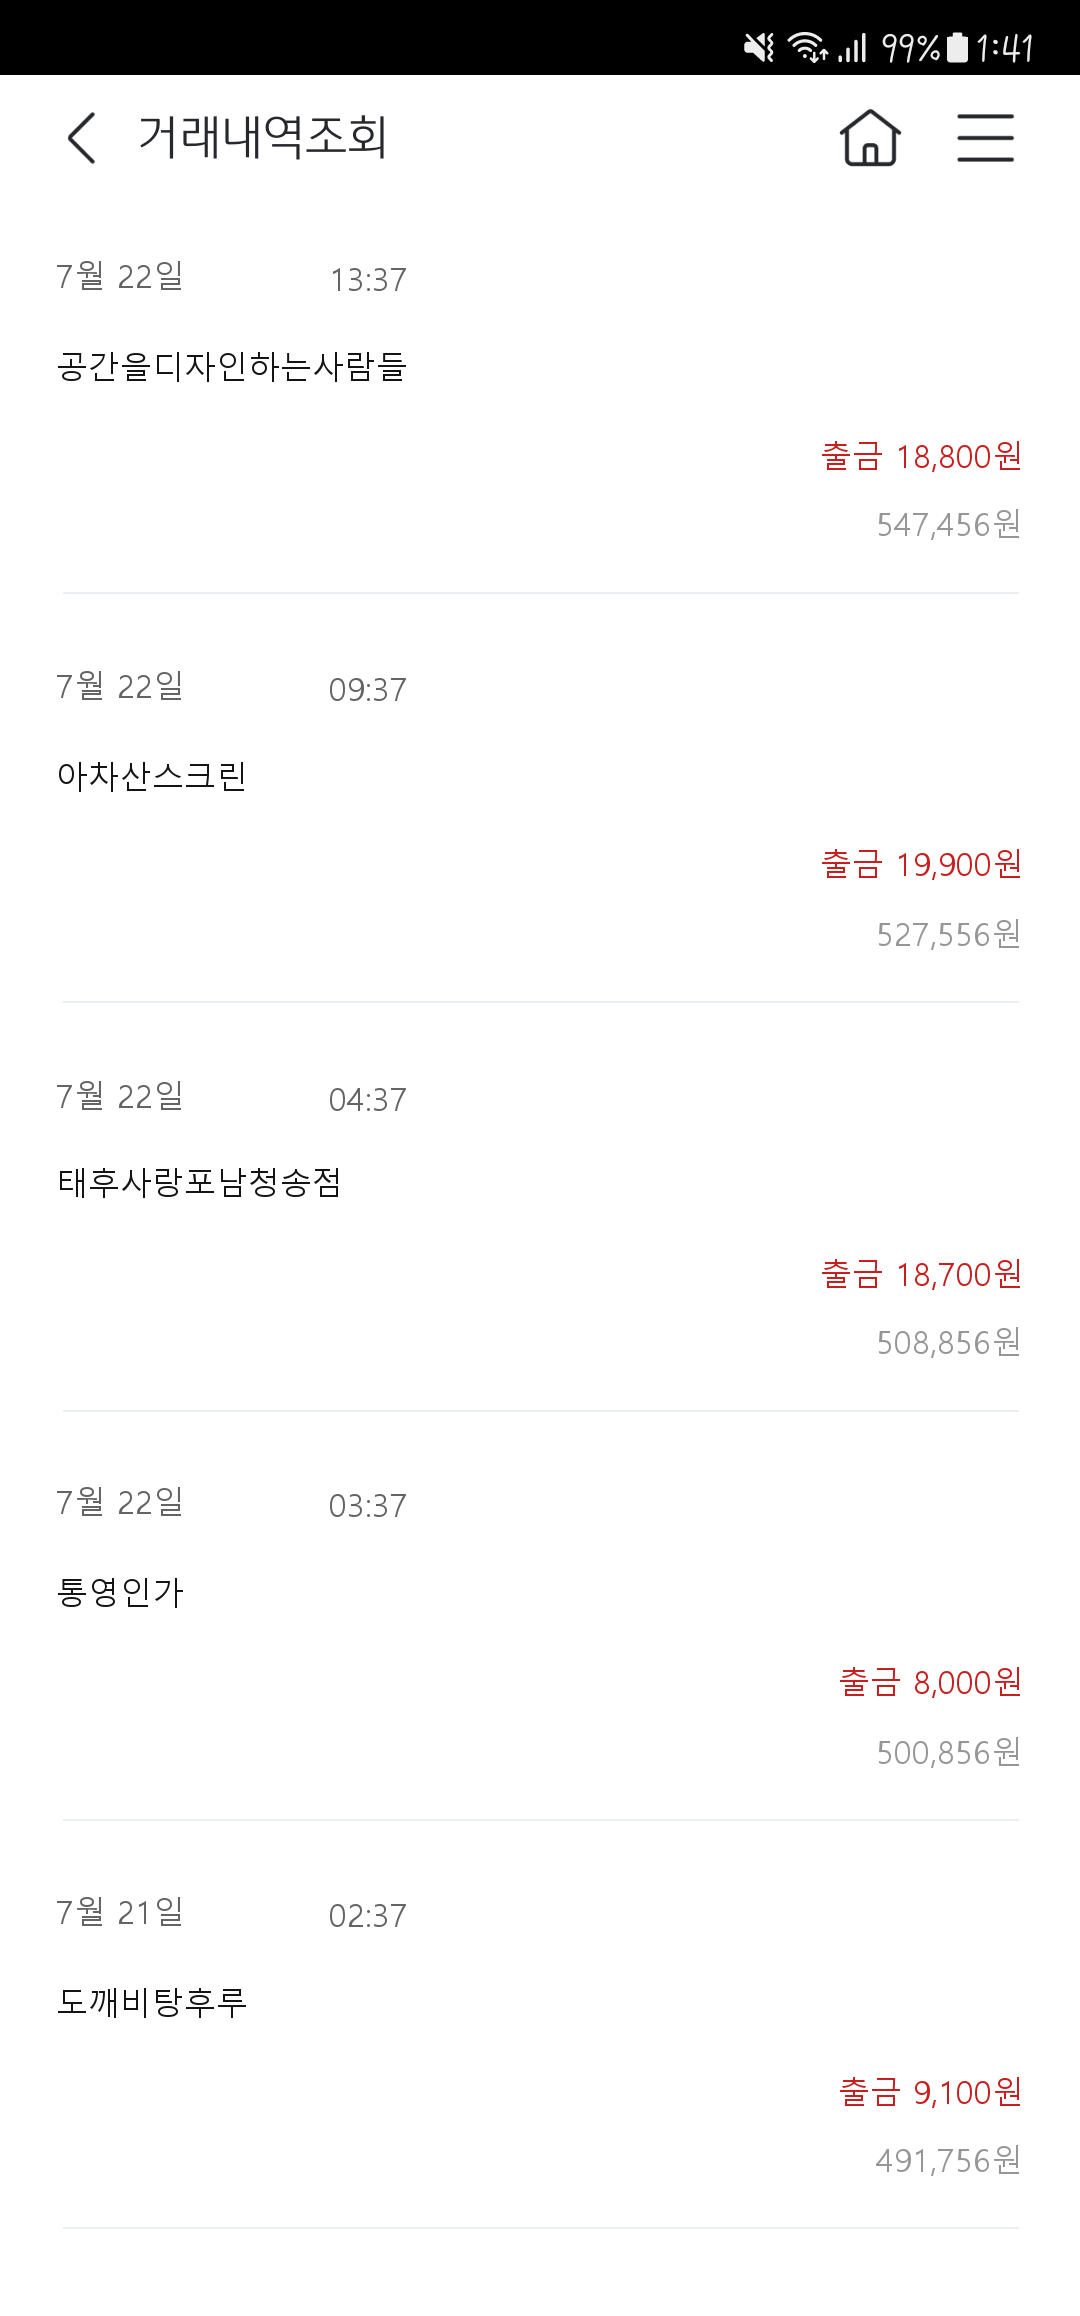 99% 1:41
거래내역조회
7월 22일 13:37
공간을디자인하는사람들
출금 18,800원
547,456원
7월 22일 09:37
아차산스크린
출금 19,900원
527,556원
7월 22일 04:37
태후사랑포남청송점
출금 18,700원
508,856원
7월 22일 03:37
통영인가
출금 8,000원
500,856원
7월 21일 02:37
도깨비탕후루
출금 9,100원
491,756원